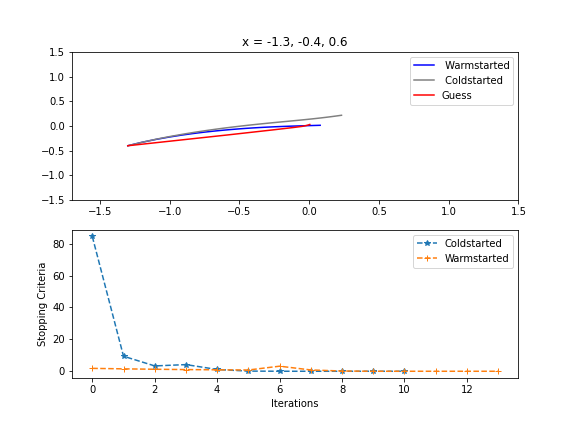 x = -1.3, -0.4, 0.6
1.5
1.0
0.5
0.0
−0.5
−1.0
−1.5
Warmstarted
Coldstarted
Guess
−1.5 −1.0 −0.5 0.0 0.5 1.0 1.5
80
60
40
20
0
Stopping Criteria
Coldstarted
Warmstarted
0 2 4 6 8 10 12
Iterations